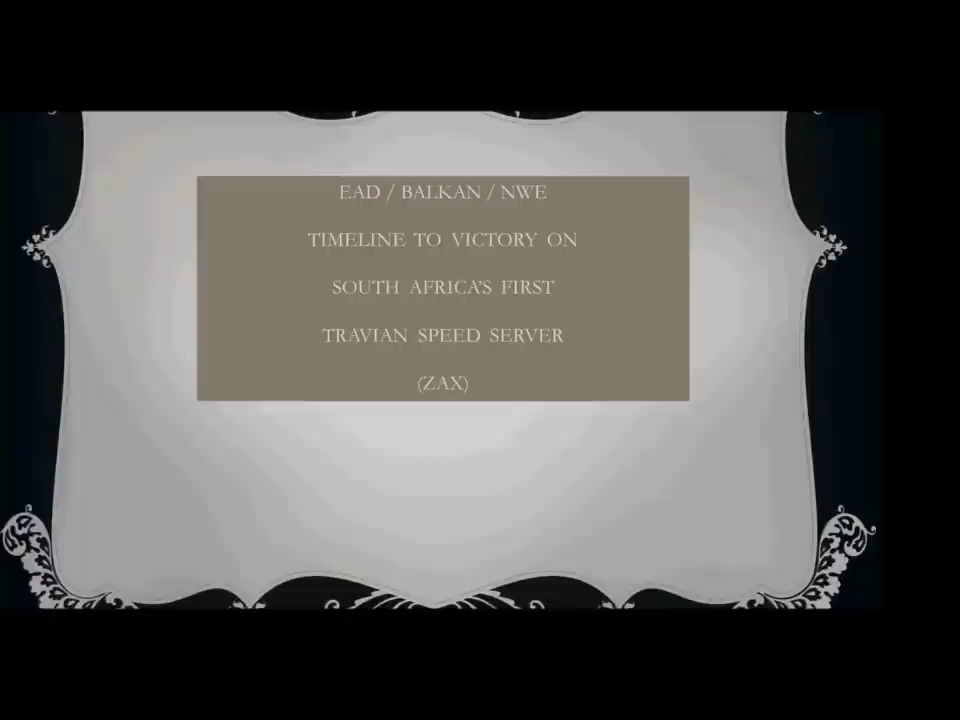 EAD / BALKAN / NWE
TIMELINE TO VICTORY ON
SOUTH AFRICA'S FIRST
TRAVIAN SPEED SERVER
(ZAX)